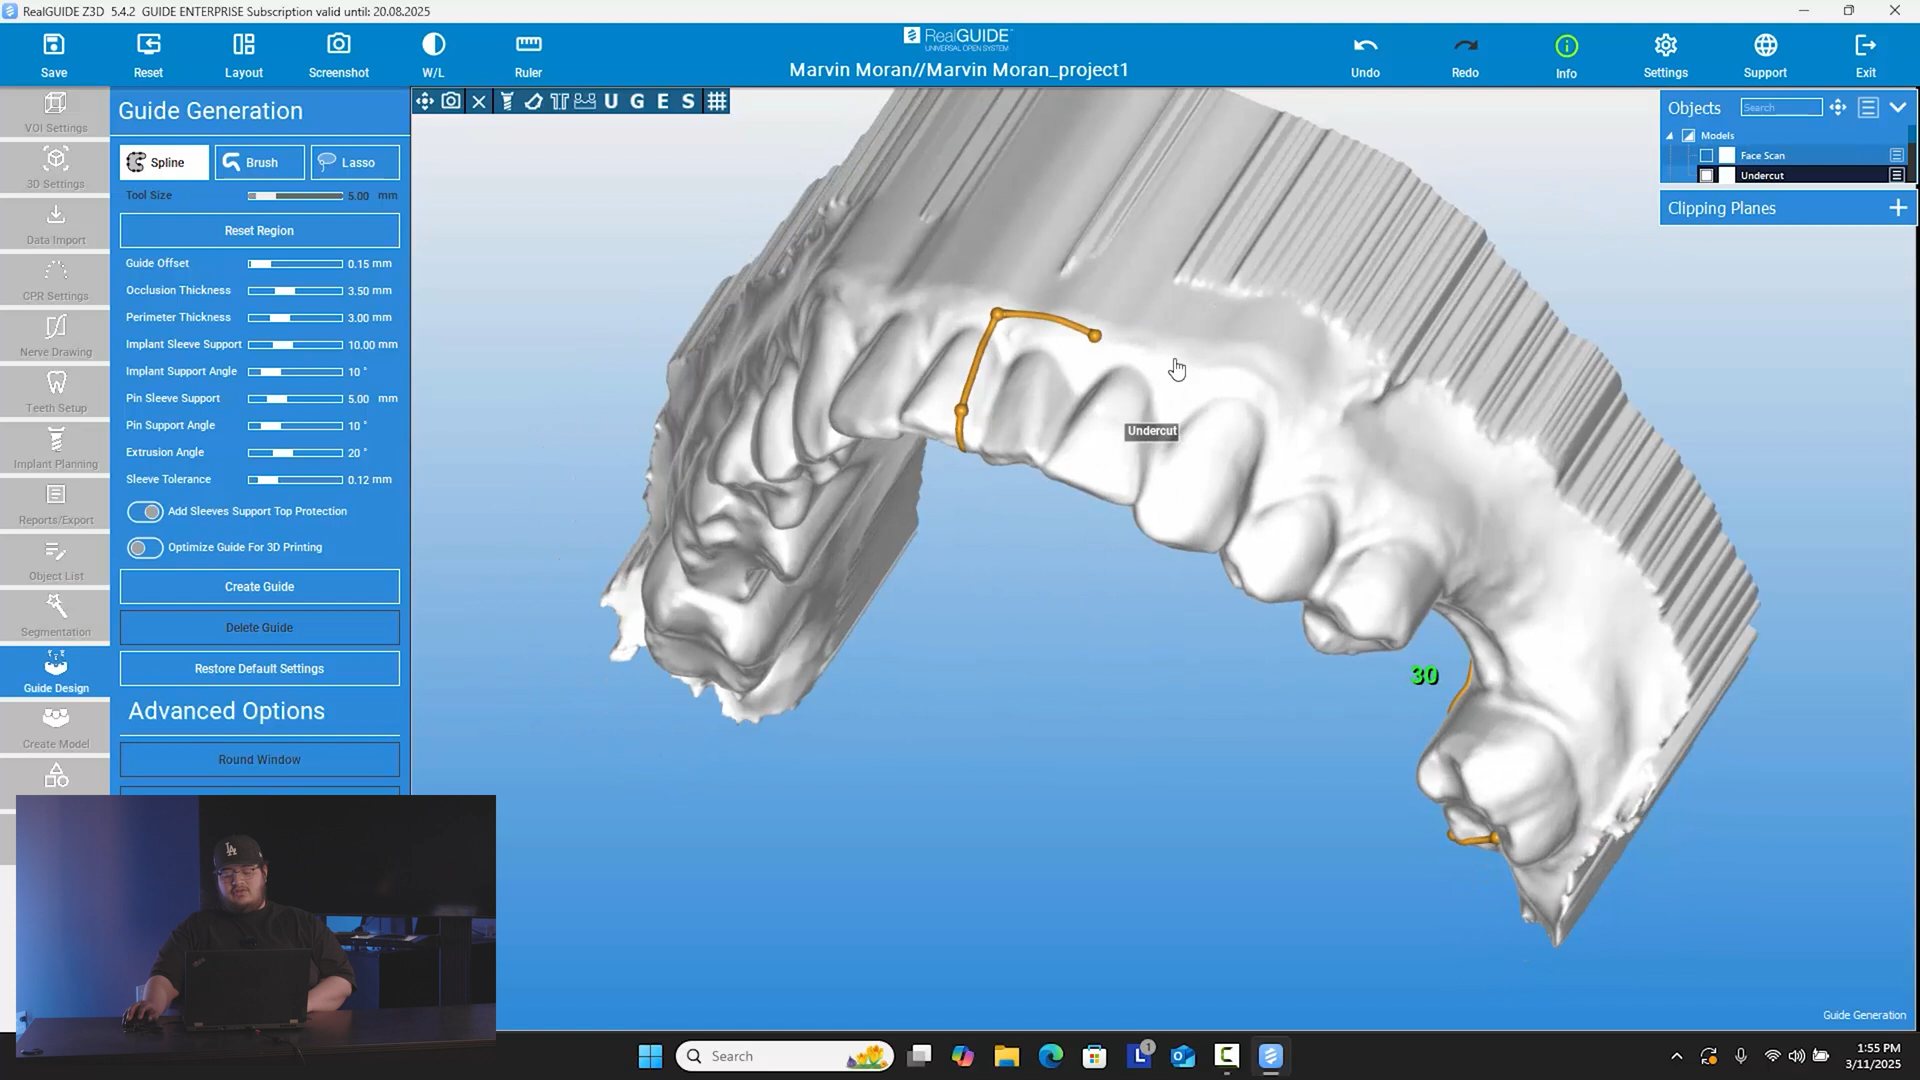 RealGUIDE Z3D 5.4.2 GUIDE ENTERPRISE Subscription valid until: 20.08.2025
Save
Reset
Layout
Screenshot
W/L
Ruler
RealGUIDE
UNIVERSAL OPEN SYSTEM
Marvin Moran//Marvin Moran_project1
Undo
Redo
Info
Settings
Support
Exit
VOI Settings
3D Settings
Data Import
CPR Settings
Nerve Drawing
Teeth Setup
Implant Planning
Reports/Export
Object List
Segmentation
Guide Design
Create Model
Guide Generation
Spline
Brush
Lasso
Tool Size 5.00 mm
Reset Region
Guide Offset 0.15 mm
Occlusion Thickness 3.50 mm
Perimeter Thickness 3.00 mm
Implant Sleeve Support 10.00 mm
Implant Support Angle 10 °
Pin Sleeve Support 5.00 mm
Pin Support Angle 10 °
Extrusion Angle 20 °
Sleeve Tolerance 0.12 mm
Add Sleeves Support Top Protection
Optimize Guide For 3D Printing
Create Guide
Delete Guide
Restore Default Settings
Advanced Options
Round Window
U G E S
Undercut
30
Objects
Search
Models
Face Scan
Undercut
Clipping Planes
Guide Generation
LA
Search
1
1:55 PM
3/11/2025